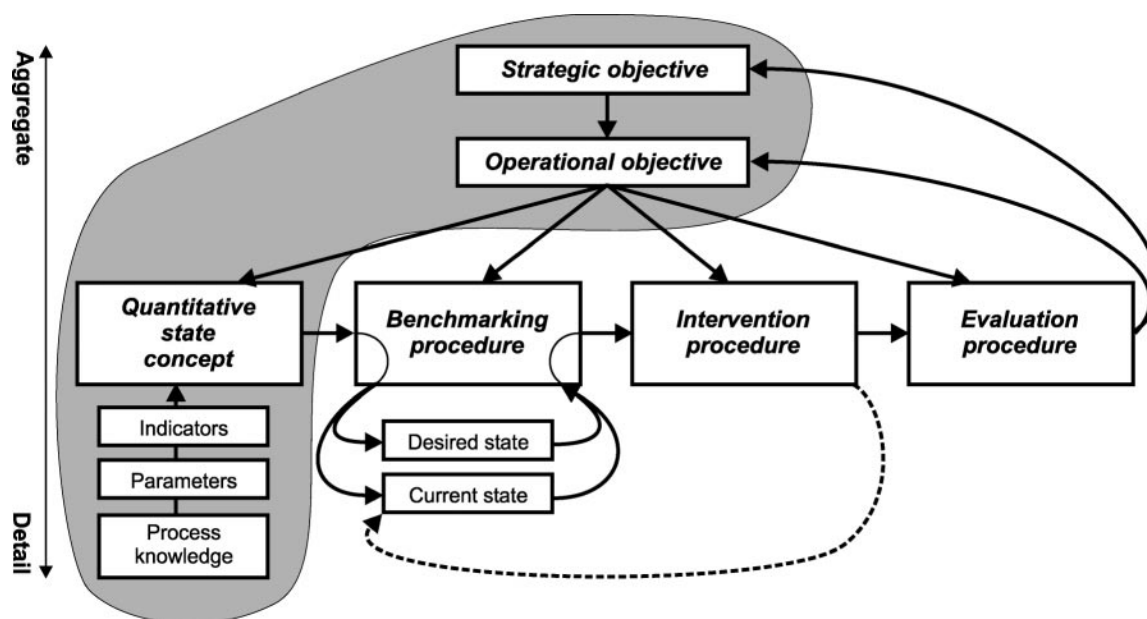 Aggregate
Detail
Strategic objective
Operational objective
Quantitative
state
concept
Benchmarking
procedure
Intervention
procedure
Evaluation
procedure
Indicators
Parameters
Process
knowledge
Desired state
Current state